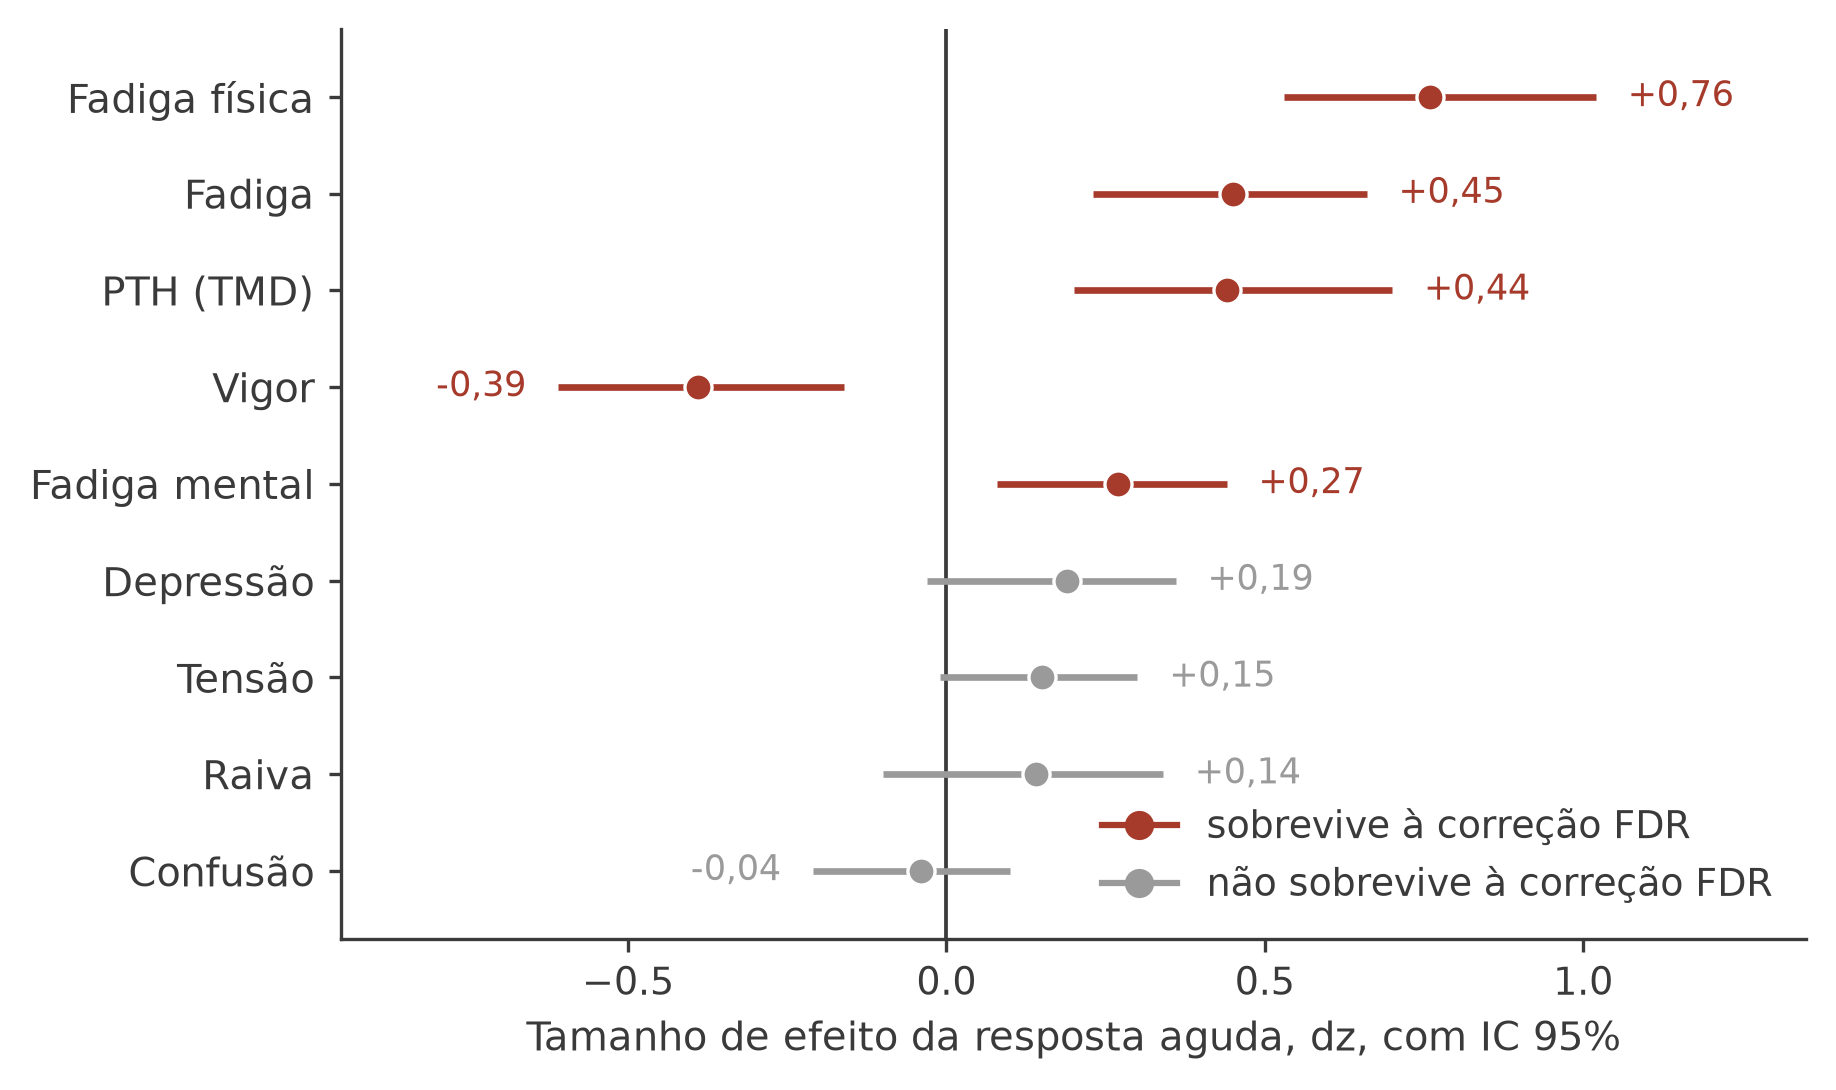 Fadiga física
+0,76
Fadiga
+0,45
PTH (TMD)
+0,44
Vigor
-0,39
Fadiga mental
+0,27
Depressão
+0,19
Tensão
+0,15
Raiva
+0,14
sobrevive à correção FDR
Confusão
-0,04
não sobrevive à correção FDR
−0.5
0.0
0.5
1.0
Tamanho de efeito da resposta aguda, dz, com IC 95%